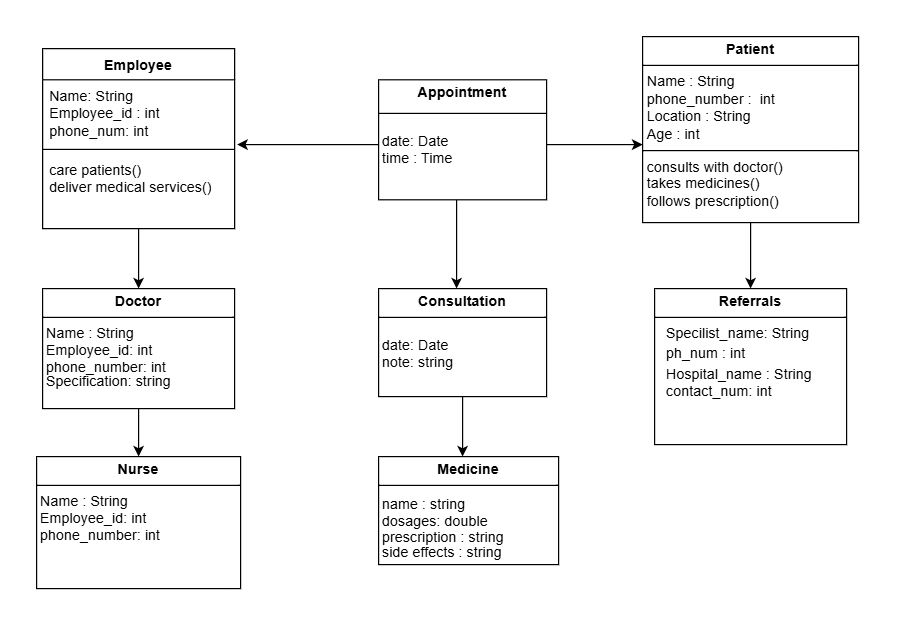 Employee
Name: String
Employee_id : int
phone_num: int
care patients()
deliver medical services()
Appointment
date: Date
time : Time
Patient
Name : String
phone_number :  int
Location : String
Age : int
consults with doctor()
takes medicines()
follows prescription()
Doctor
Name : String
Employee_id: int
phone_number: int
Specification: string
Consultation
date: Date
note: string
Referrals
Specilist_name: String
ph_num : int
Hospital_name : String
contact_num: int
Nurse
Name : String
Employee_id: int
phone_number: int
Medicine
name : string
dosages: double
prescription : string
side effects : string